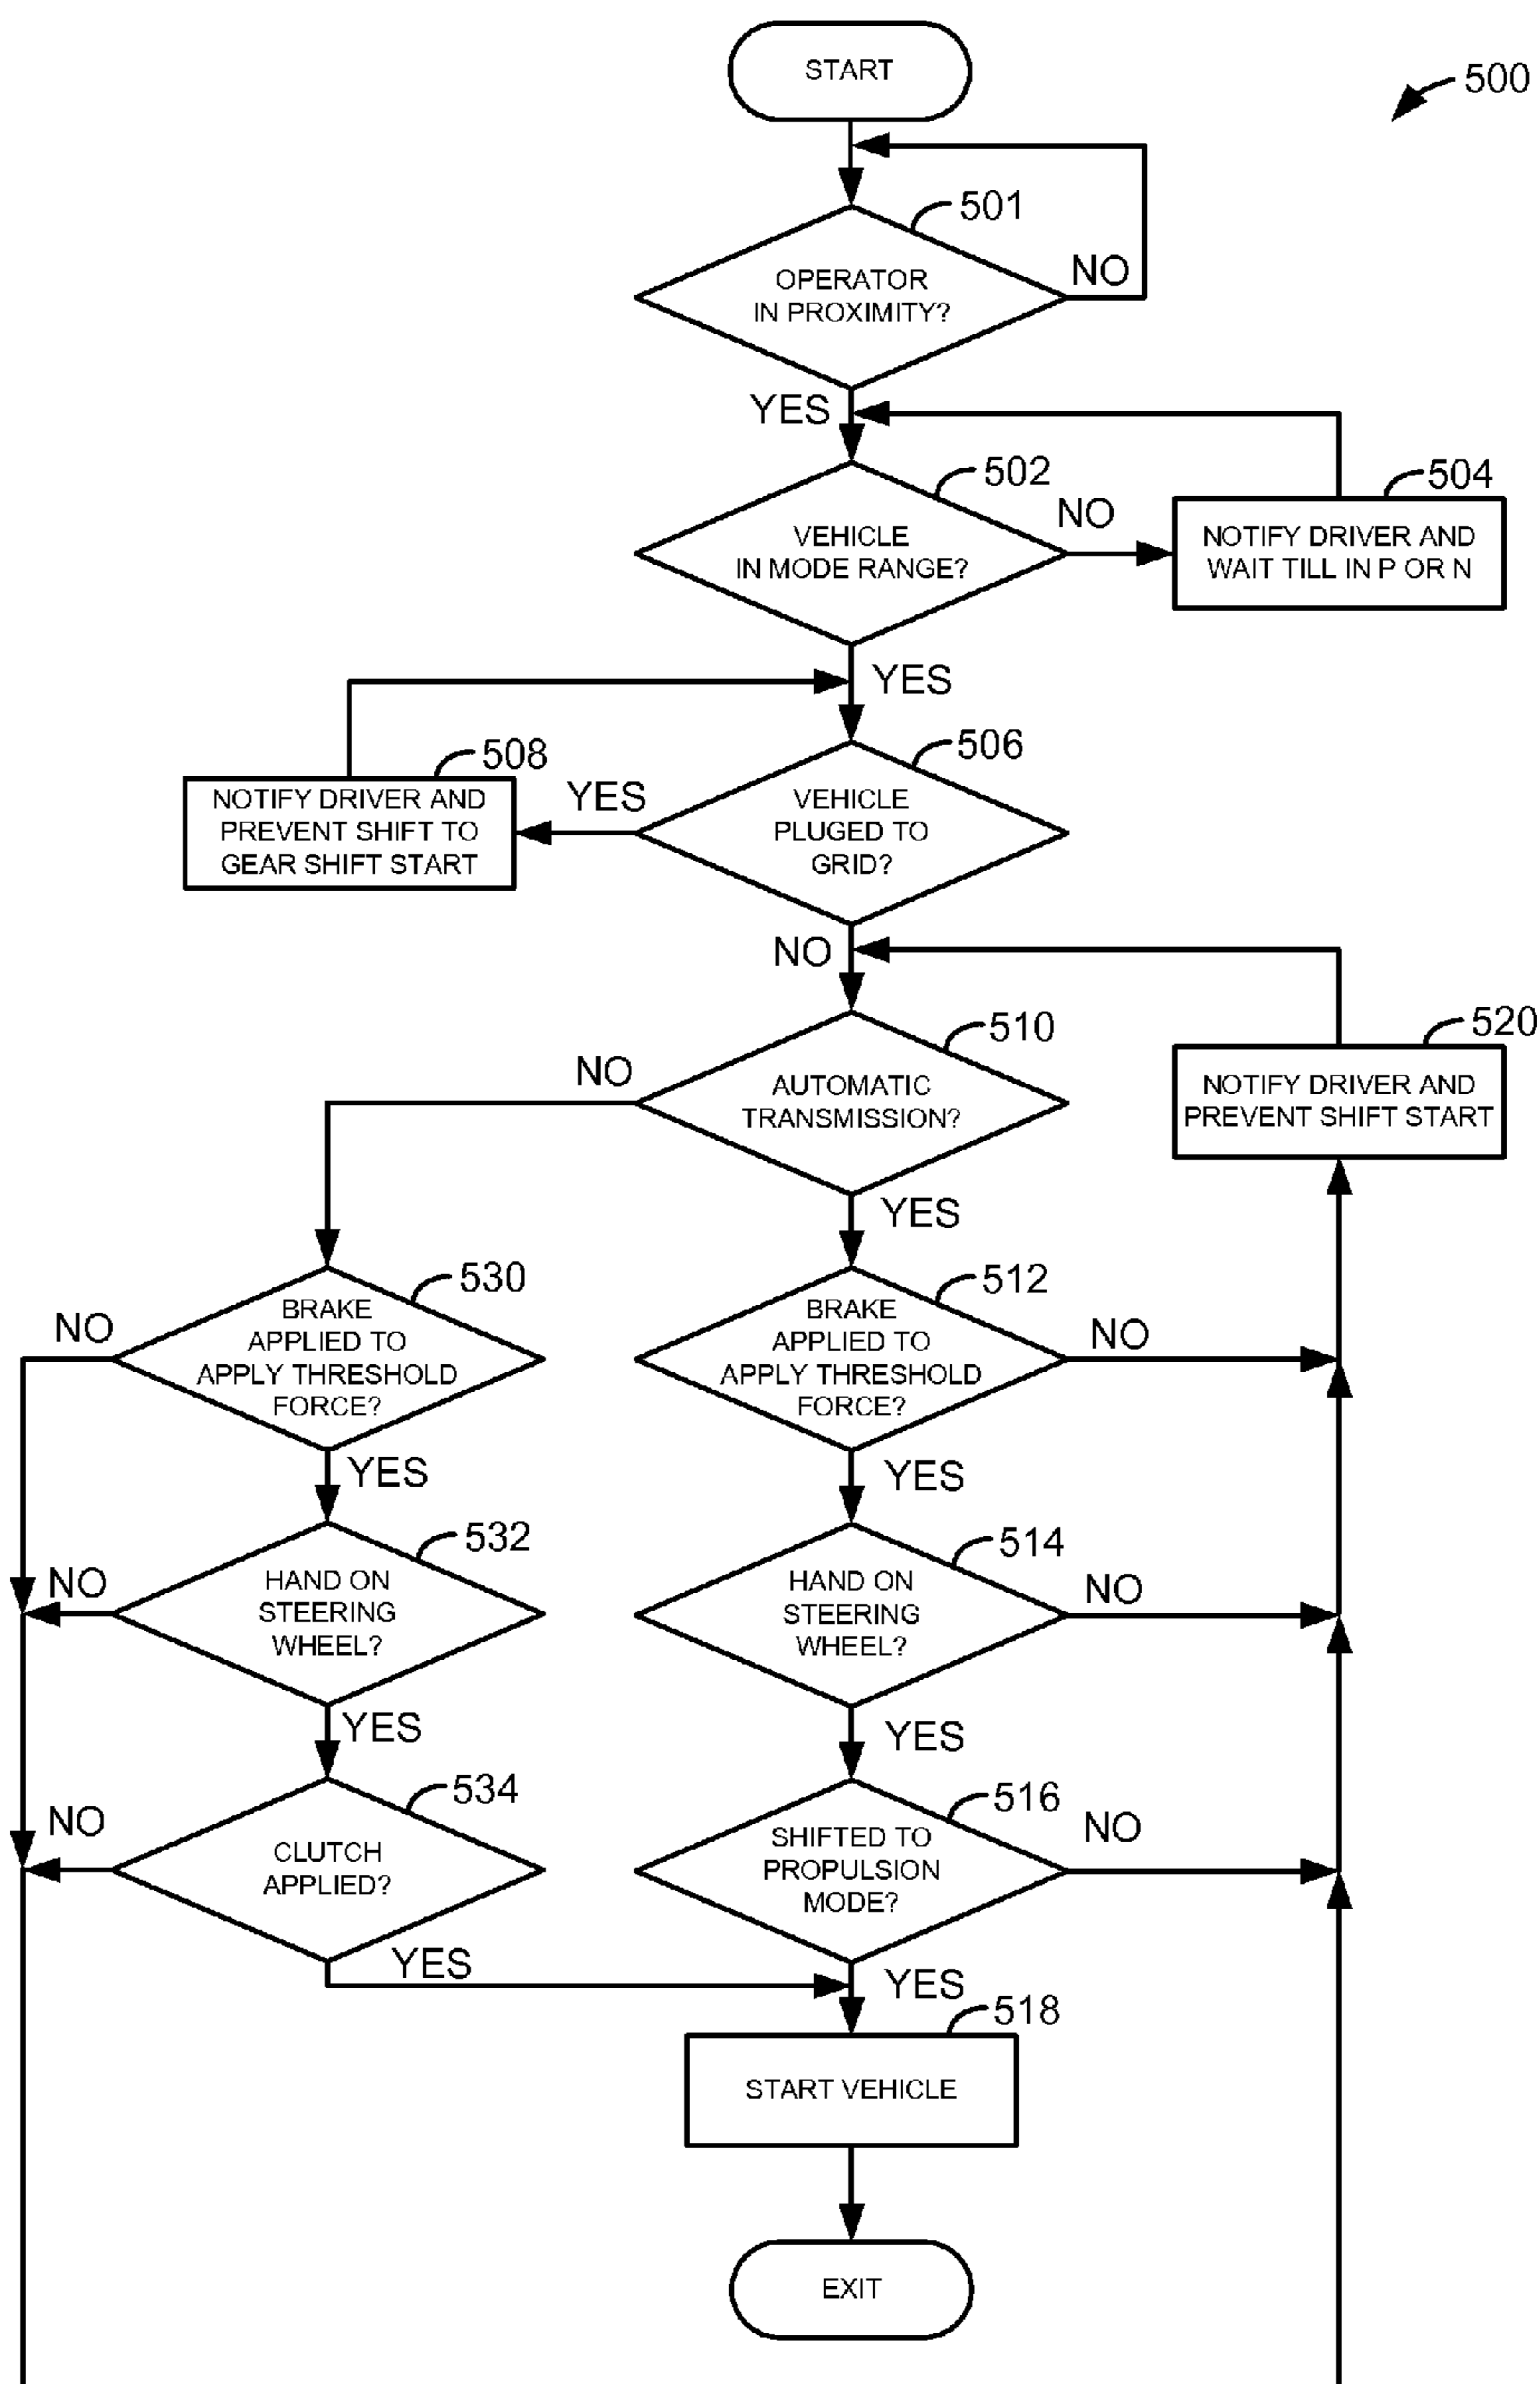 START
500
501
OPERATOR
IN PROXIMITY?
NO
YES
502
VEHICLE
IN MODE RANGE?
NO
504
NOTIFY DRIVER AND
WAIT TILL IN P OR N
YES
506
VEHICLE
PLUGED TO
GRID?
YES
508
NOTIFY DRIVER AND
PREVENT SHIFT TO
GEAR SHIFT START
NO
510
AUTOMATIC
TRANSMISSION?
NO
520
NOTIFY DRIVER AND
PREVENT SHIFT START
YES
530
BRAKE
APPLIED TO
APPLY THRESHOLD
FORCE?
NO
512
BRAKE
APPLIED TO
APPLY THRESHOLD
FORCE?
NO
YES
YES
532
HAND ON
STEERING
WHEEL?
NO
514
HAND ON
STEERING
WHEEL?
NO
YES
YES
534
CLUTCH
APPLIED?
NO
516
SHIFTED TO
PROPULSION
MODE?
NO
YES
YES
518
START VEHICLE
EXIT